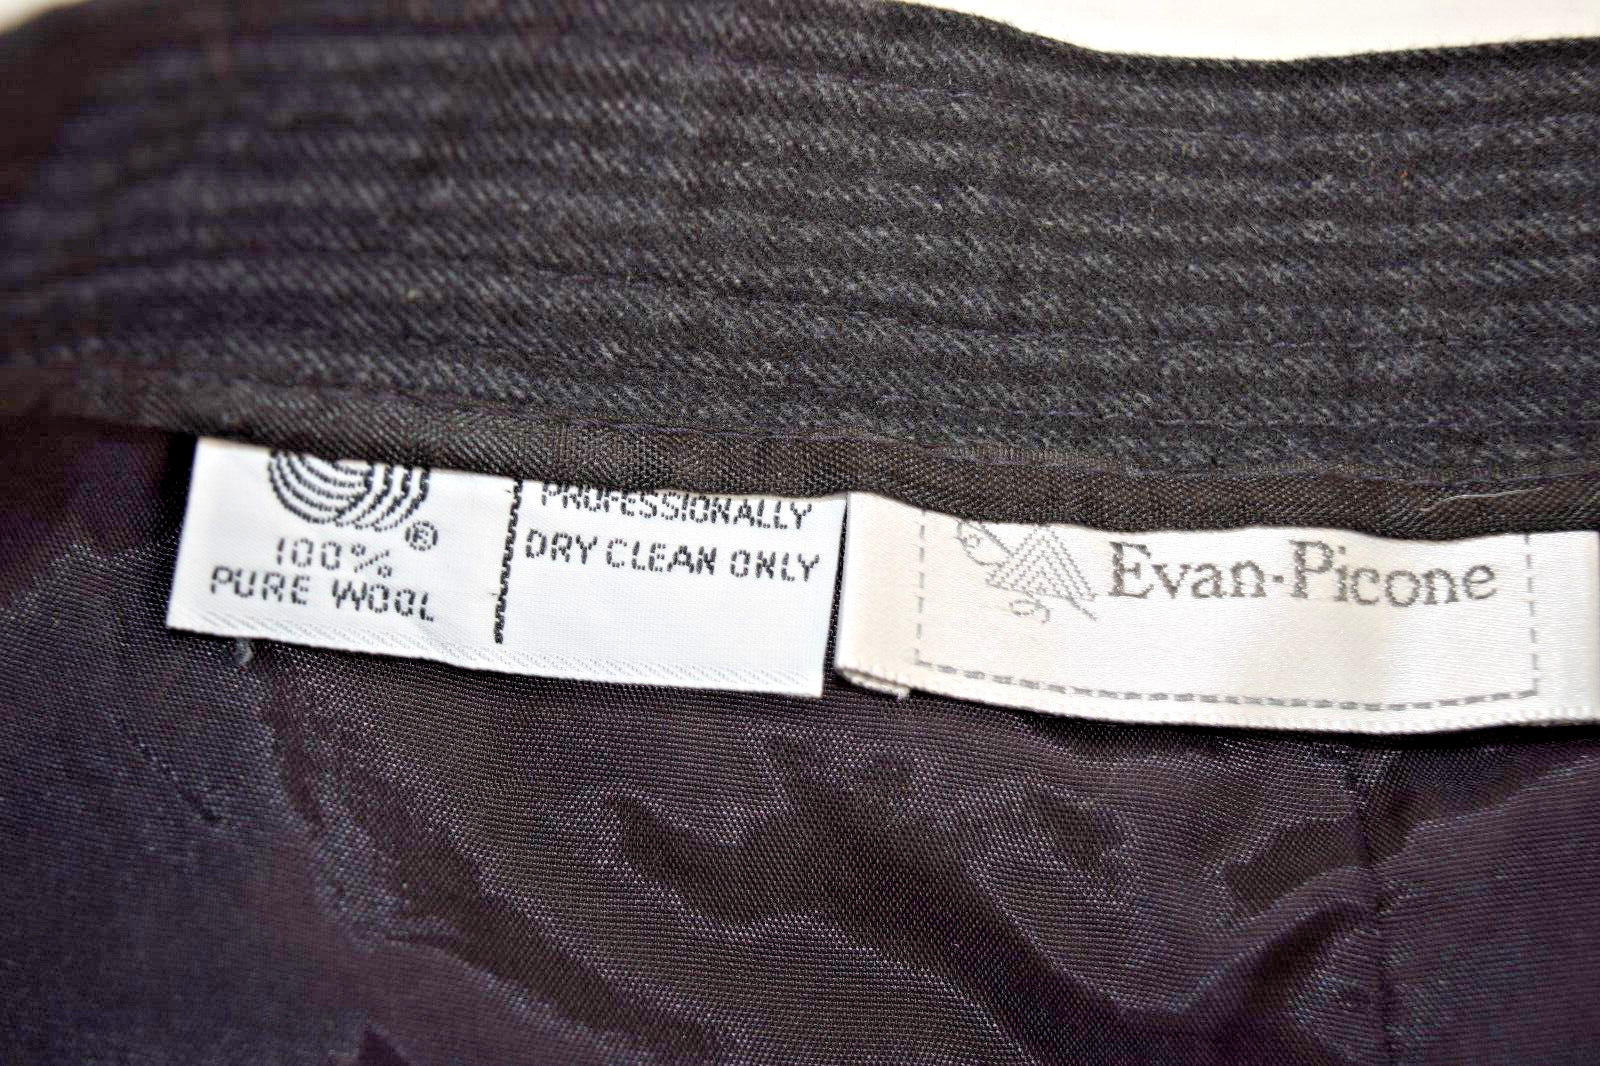 ®
100%
PURE WOOL
PROFESSIONALLY
DRY CLEAN ONLY
Evan-Picone